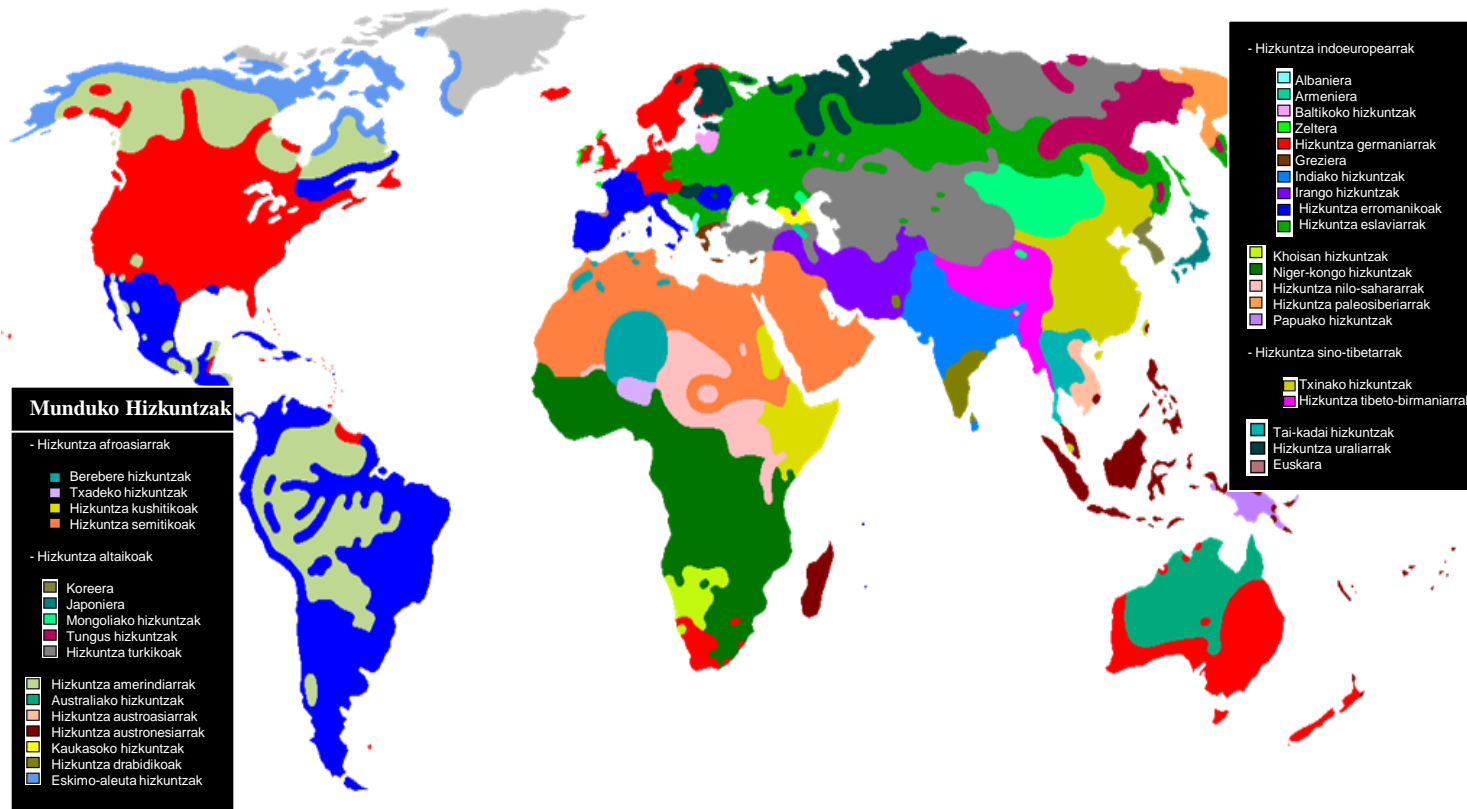 Munduko Hizkuntzak
- Hizkuntza afroasiarrak
Berebere hizkuntzak
Txadeko hizkuntzak
Hizkuntza kushitikoak
Hizkuntza semitikoak
- Hizkuntza altaikoak
Koreera
Japoniera
Mongoliako hizkuntzak
Tungus hizkuntzak
Hizkuntza turkikoak
Hizkuntza amerindiarrak
Australiako hizkuntzak
Hizkuntza austroasiarrak
Hizkuntza austronesiarrak
Kaukasoko hizkuntzak
Hizkuntza drabidikoak
Eskimo-aleuta hizkuntzak
- Hizkuntza indoeuropearrak
Albaniera
Armeniera
Baltikoko hizkuntzak
Zeltera
Hizkuntza germaniarrak
Greziera
Indiako hizkuntzak
Irango hizkuntzak
Hizkuntza erromanikoak
Hizkuntza eslaviarrak
Khoisan hizkuntzak
Niger-kongo hizkuntzak
Hizkuntza nilo-sahararrak
Hizkuntza paleosiberiarrak
Papuako hizkuntzak
- Hizkuntza sino-tibetarrak
Txinako hizkuntzak
Hizkuntza tibeto-birmaniarrak
Tai-kadai hizkuntzak
Hizkuntza uraliarrak
Euskara